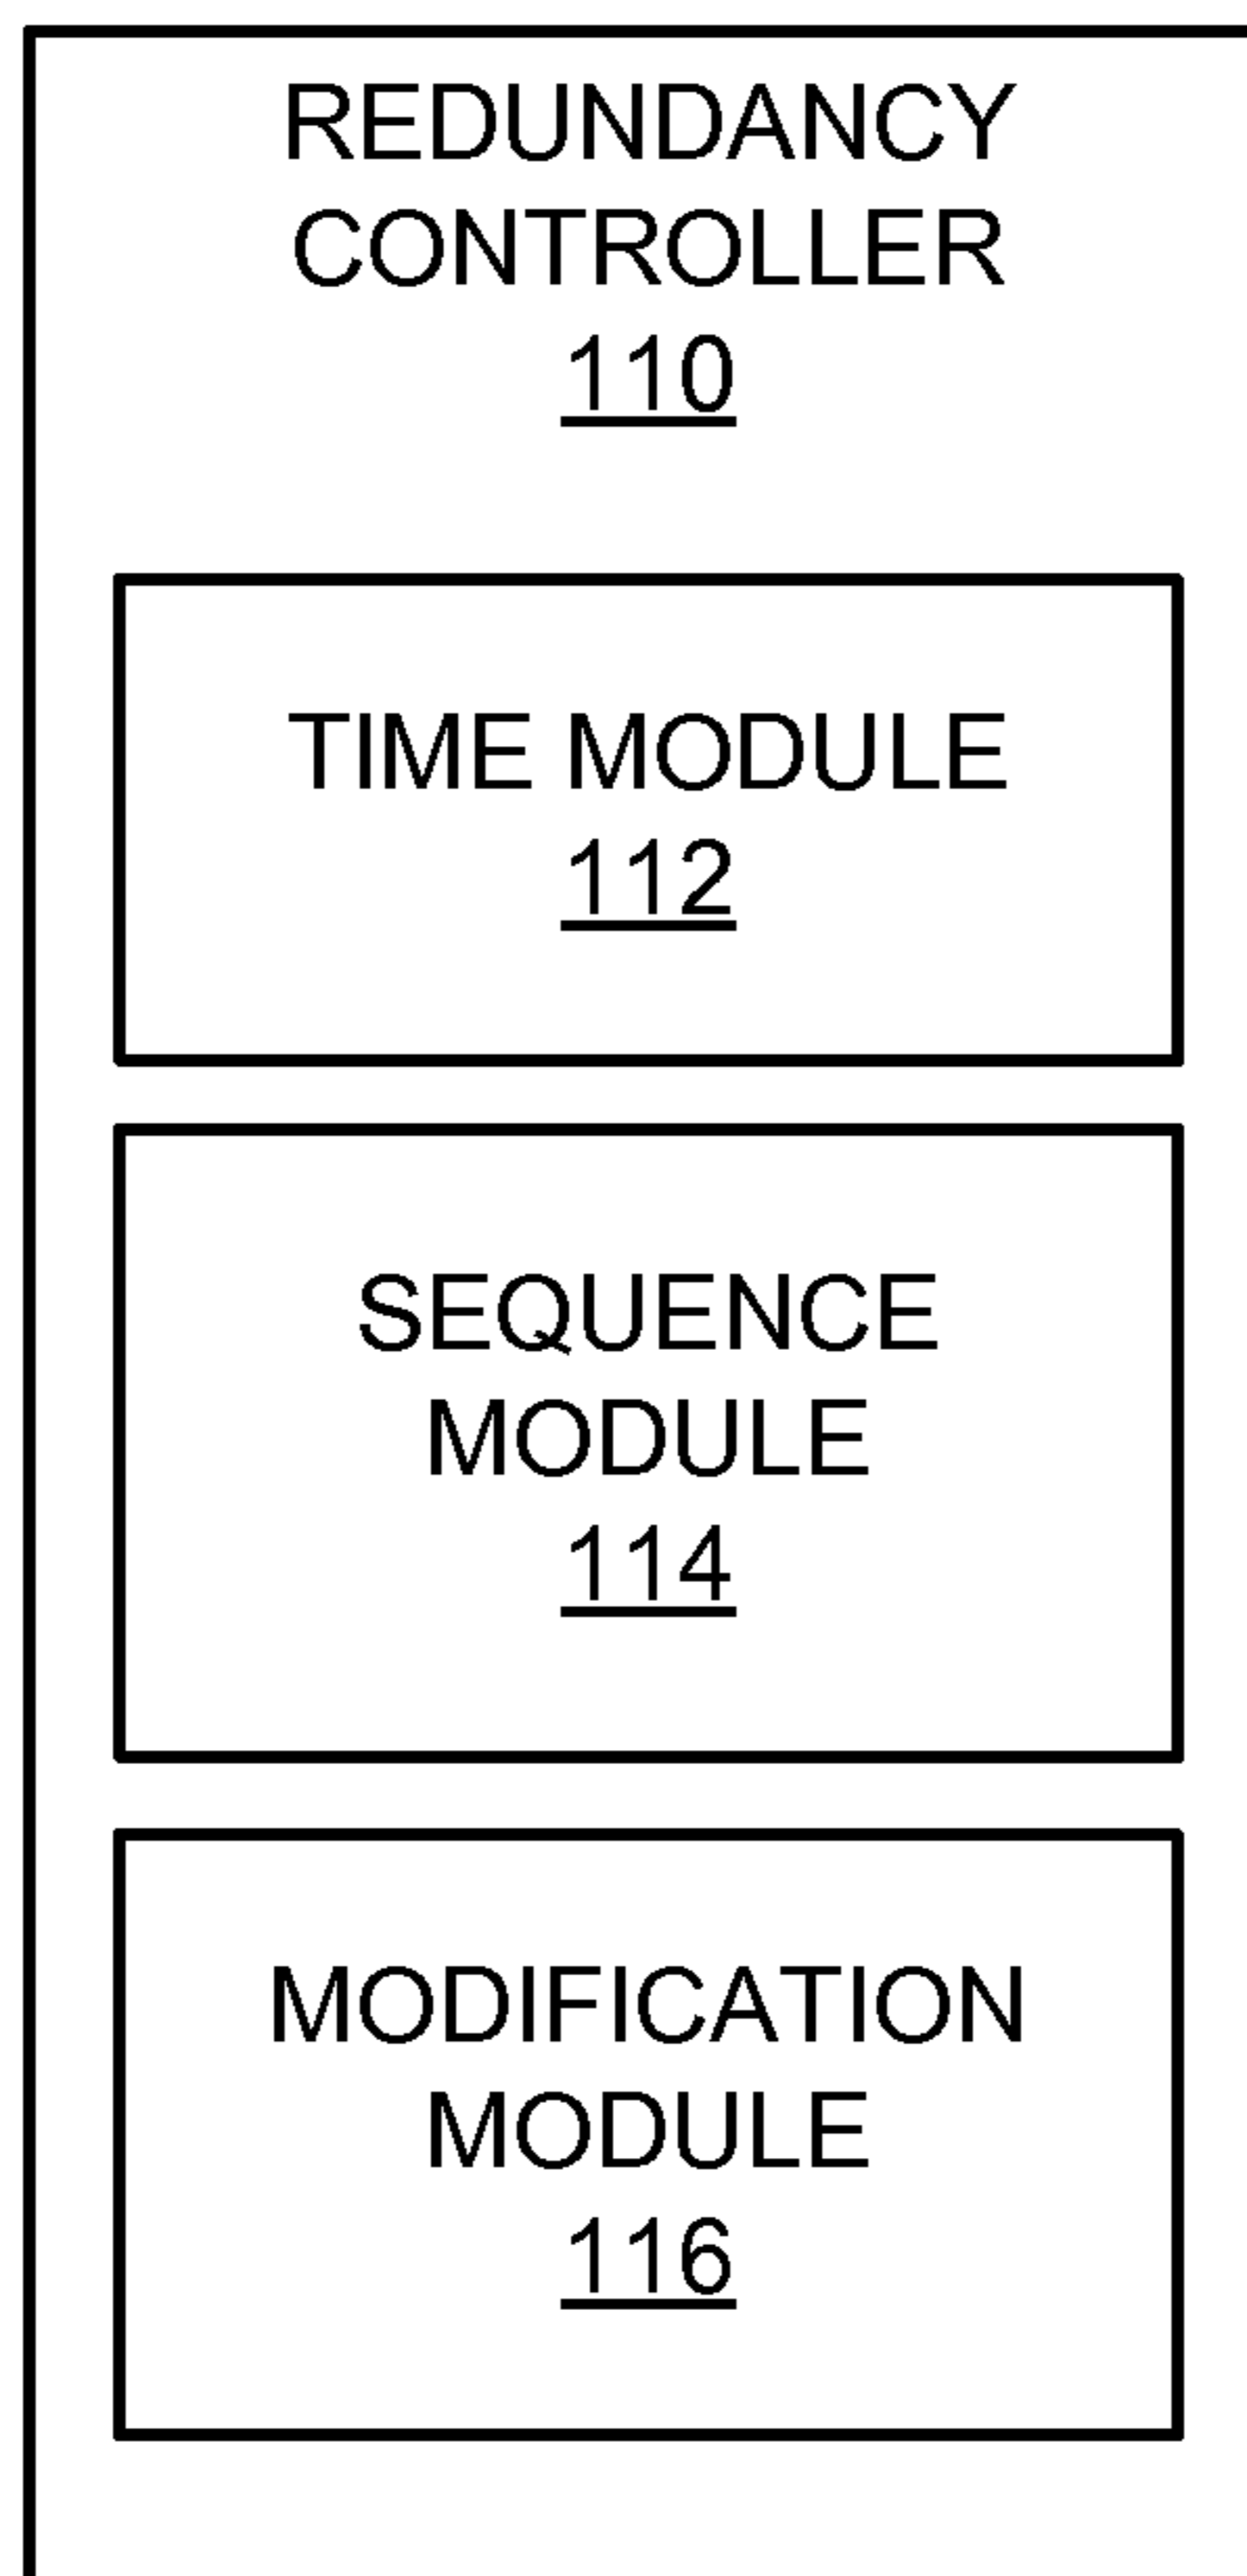 REDUNDANCY
CONTROLLER
110
TIME MODULE
112
SEQUENCE
MODULE
114
MODIFICATION
MODULE
116